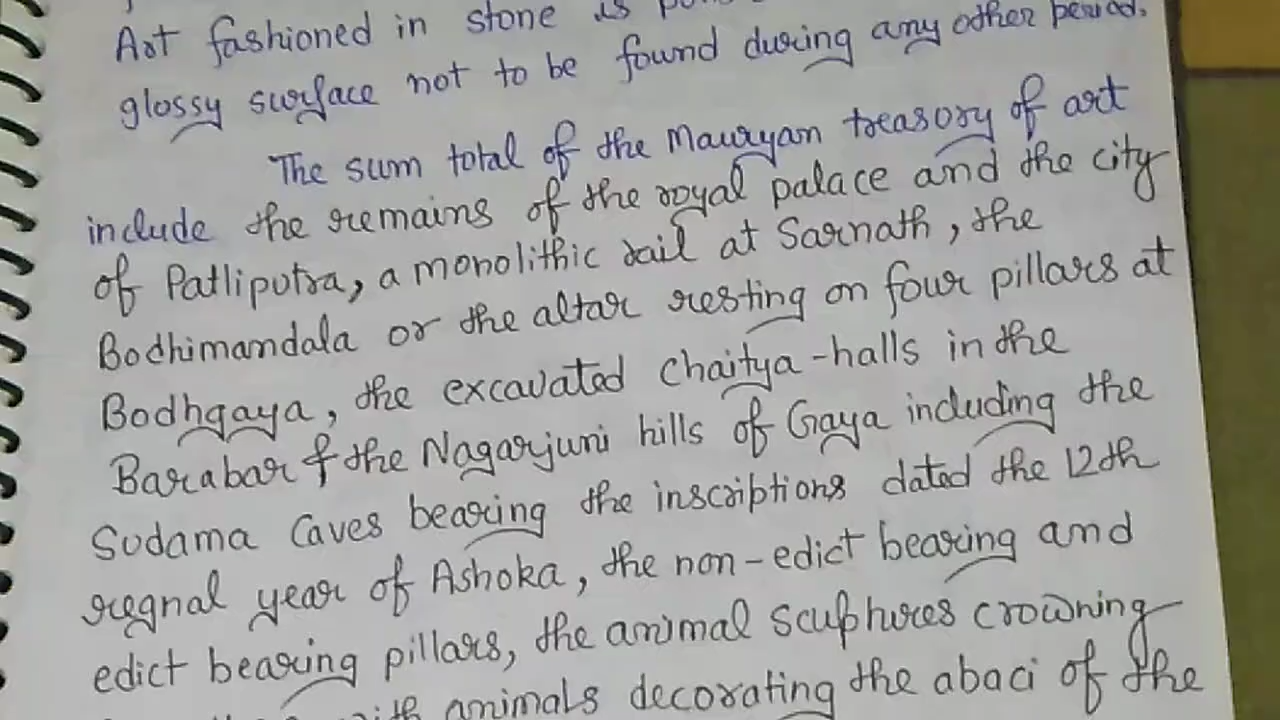 Art fashioned in stone is
glossy surface not to be found during any other period.
The sum total of the Mauryan treasory of art
include the remains of the royal palace and the city
of Patliputra, a monolithic rail at Sarnath, the
Bodhimandala or the altar resting on four pillars at
Bodhgaya, the excavated Chaitya-halls in the
Barabar & the Nagarjuni hills of Gaya including the
Sudama Caves bearing the inscriptions dated the 12th
regnal year of Ashoka, the non-edict bearing and
edict bearing pillars, the animal scuptures crowning
animals decorating the abaci of the